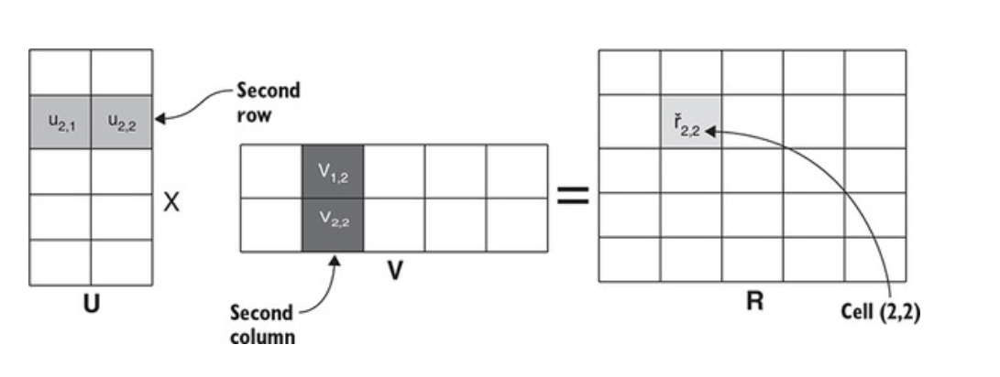 u2,1 u2,2
Second
row
X
V1,2
V2,2
U
Second
column
V
=
ř2,2
R
Cell (2,2)